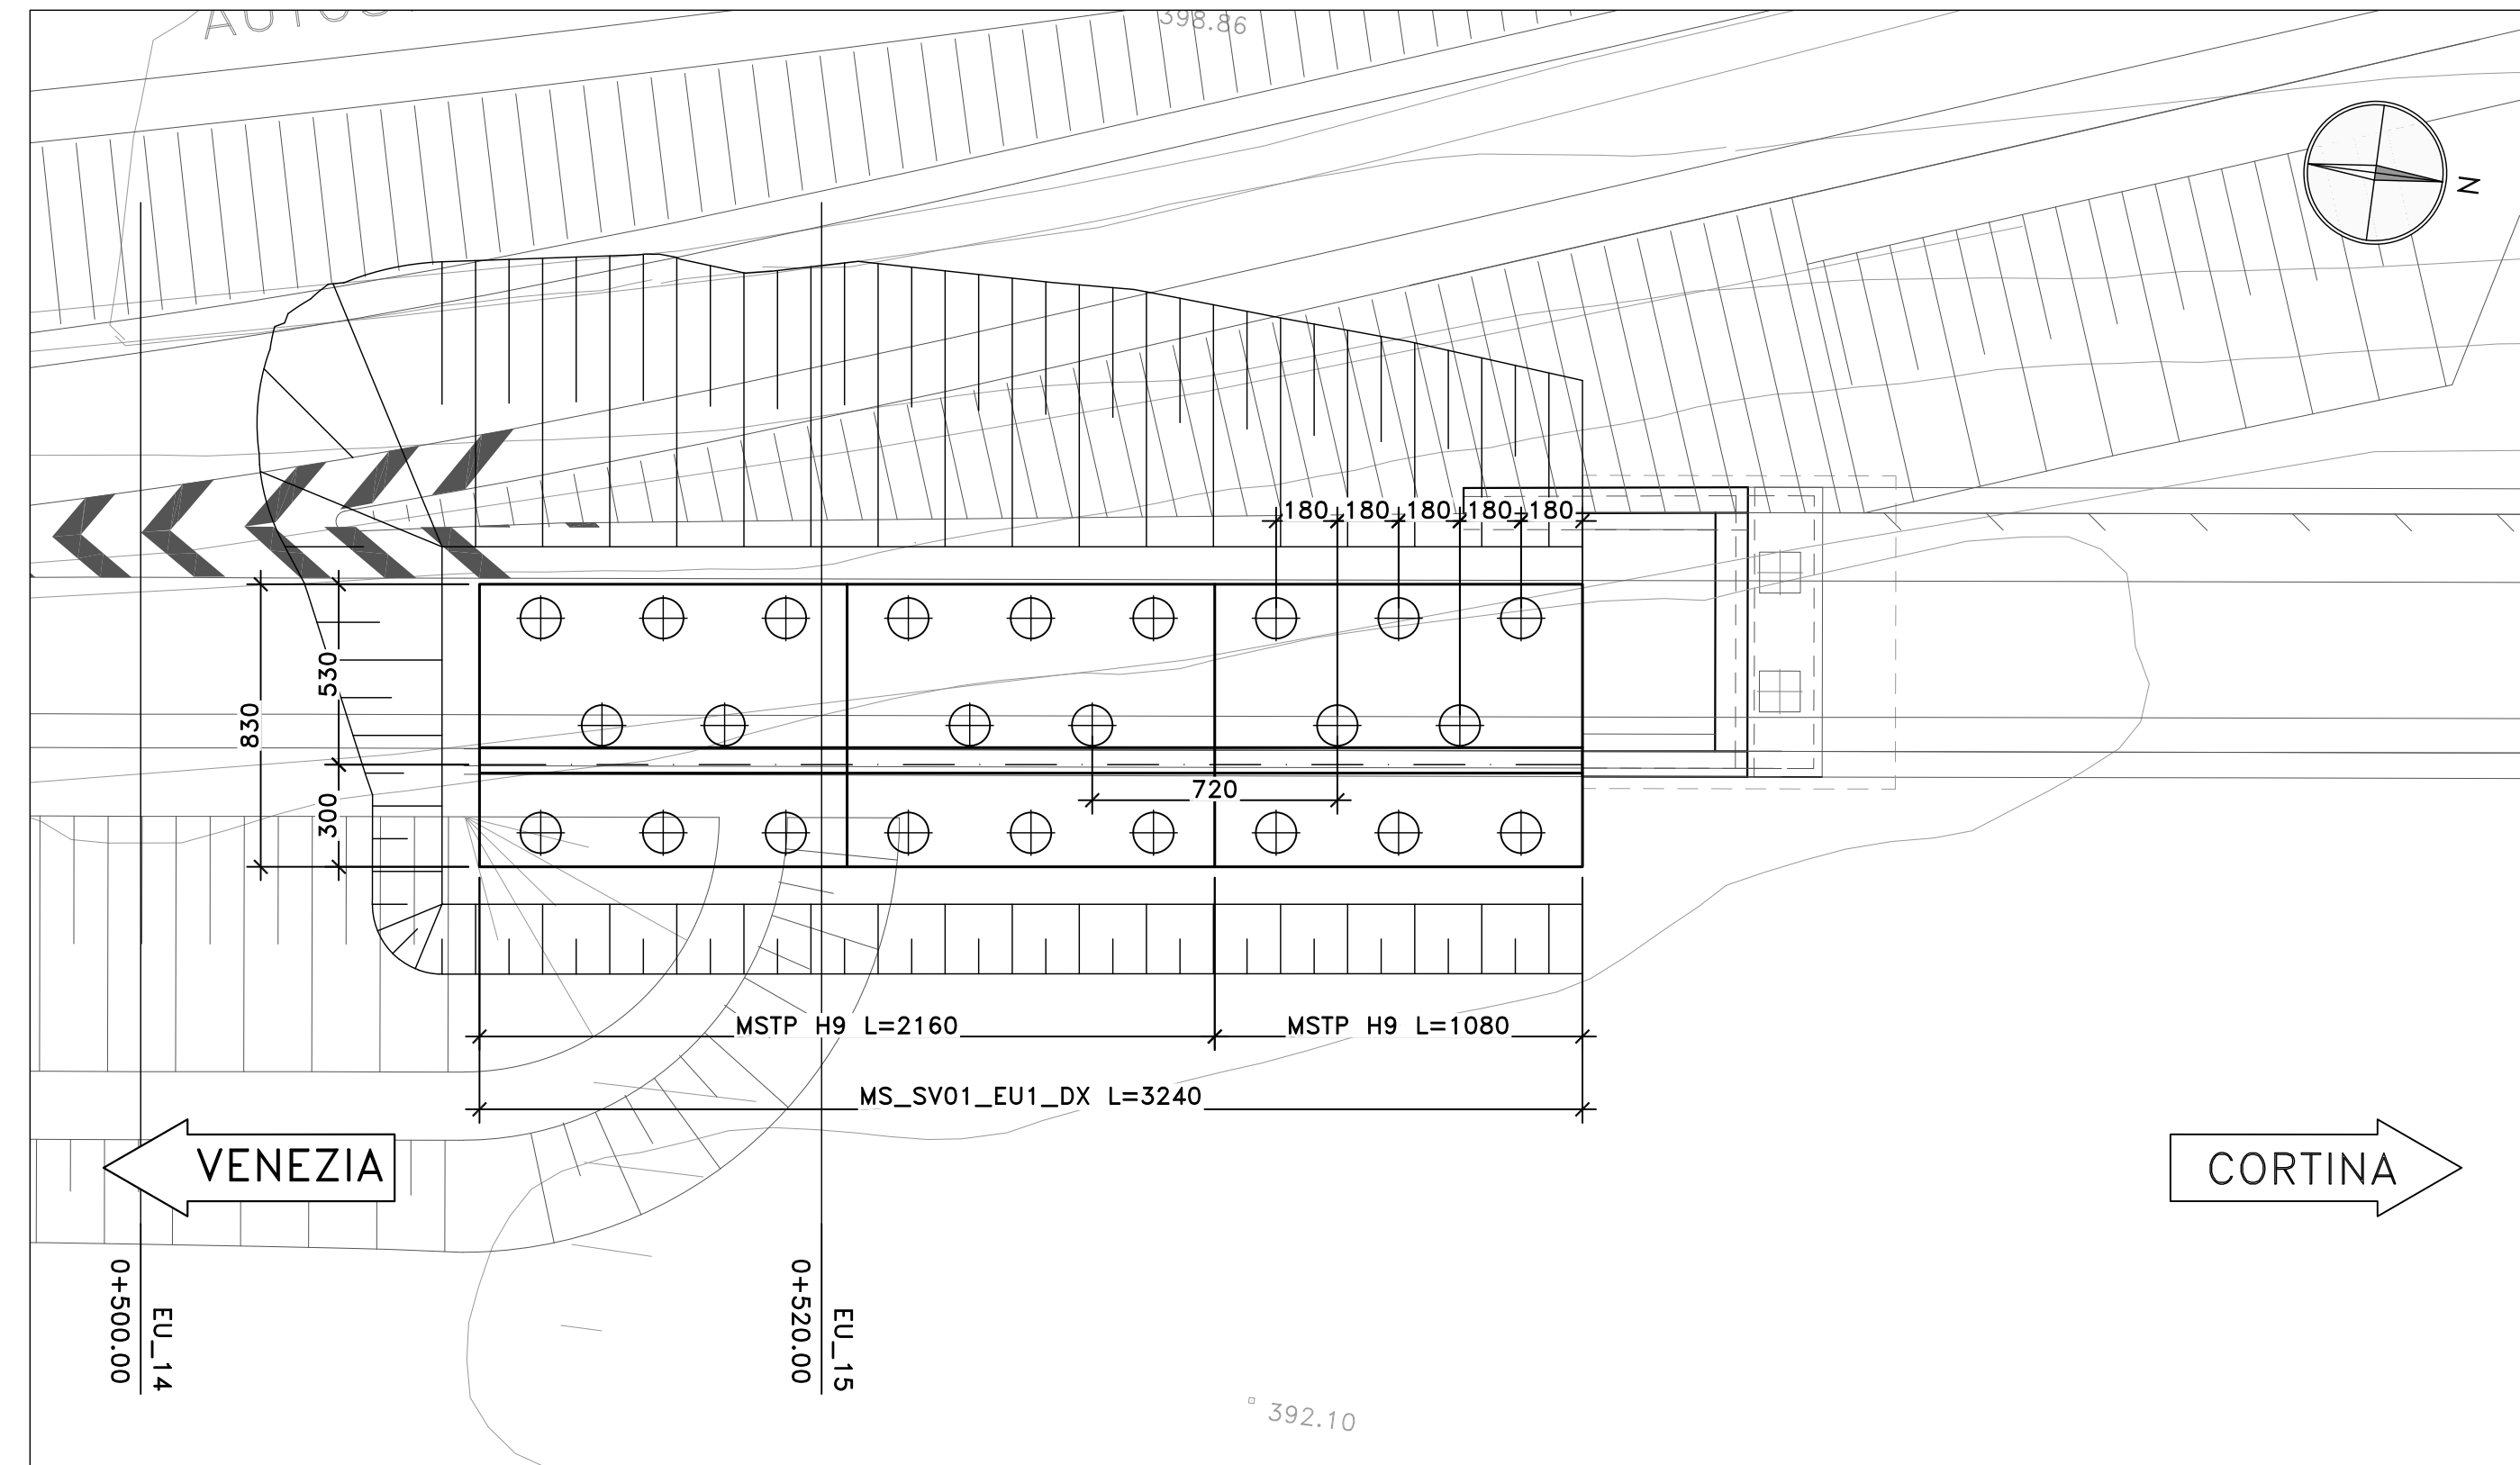 398.86
N
180 180 180 180 180
530
830
300
720
MSTP H9 L=2160
MSTP H9 L=1080
MS_SV01_EU1_DX L=3240
VENEZIA
CORTINA
0+500.00
EU_14
0+520.00
EU_15
392.10